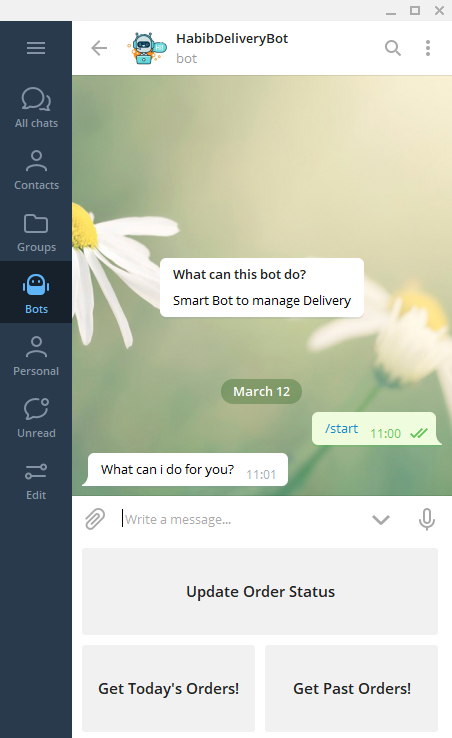 HabibDeliveryBot
bot
All chats
Contacts
Groups
Bots
Personal
Unread
Edit
What can this bot do?
Smart Bot to manage Delivery
March 12
/start 11:00
What can i do for you? 11:01
Write a message...
Update Order Status
Get Today's Orders!
Get Past Orders!